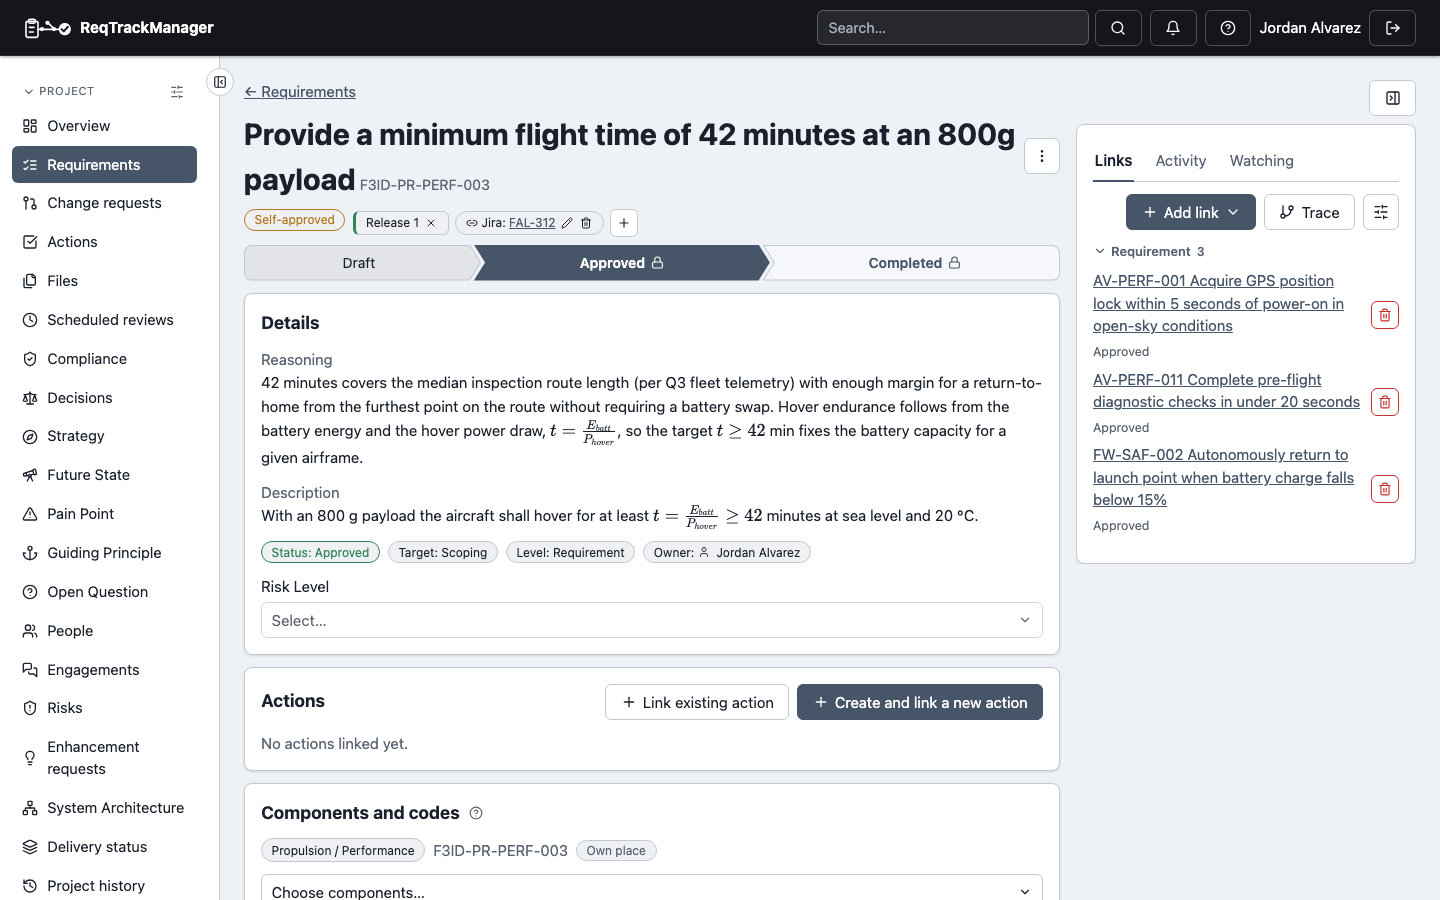 ReqTrackManager
Search...
Jordan Alvarez
PROJECT
Overview
Requirements
Change requests
Actions
Files
Scheduled reviews
Compliance
Decisions
Strategy
Future State
Pain Point
Guiding Principle
Open Question
People
Engagements
Risks
Enhancement
requests
System Architecture
Delivery status
Project history
← Requirements
Provide a minimum flight time of 42 minutes at an 800g
payload F3ID-PR-PERF-003
Self-approved
Release 1
Jira: FAL-312
Draft
Approved
Completed
Details
Reasoning
42 minutes covers the median inspection route length (per Q3 fleet telemetry) with enough margin for a return-to-
home from the furthest point on the route without requiring a battery swap. Hover endurance follows from the
battery energy and the hover power draw, t = E_batt / P_hover, so the target t ≥ 42 min fixes the battery capacity for a
given airframe.
Description
With an 800 g payload the aircraft shall hover for at least t = E_batt / P_hover ≥ 42 minutes at sea level and 20 °C.
Status: Approved
Target: Scoping
Level: Requirement
Owner: Jordan Alvarez
Risk Level
Select...
Actions
Link existing action
Create and link a new action
No actions linked yet.
Components and codes
Propulsion / Performance
F3ID-PR-PERF-003
Own place
Choose components...
Links
Activity
Watching
Add link
Trace
Requirement 3
AV-PERF-001 Acquire GPS position
lock within 5 seconds of power-on in
open-sky conditions
Approved
AV-PERF-011 Complete pre-flight
diagnostic checks in under 20 seconds
Approved
FW-SAF-002 Autonomously return to
launch point when battery charge falls
below 15%
Approved